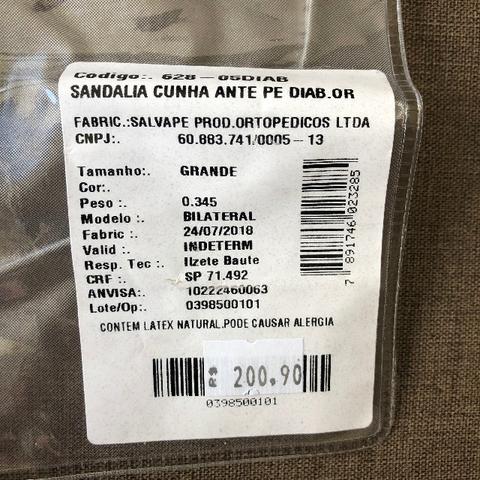 Codigo:. 628 - 05DIAB
SANDALIA CUNHA ANTE PE DIAB.OR
FABRIC.:SALVAPE PROD.ORTOPEDICOS LTDA
CNPJ:. 60.883.741/0005 - 13
Tamanho:. GRANDE
Cor:.
Peso :. 0.345
Modelo :. BILATERAL
Fabric :. 24/07/2018
Valid :. INDETERM
Resp. Tec :. Ilzete Baute
CRF :. SP 71.492
ANVISA:. 10222460063
Lote/Op:. 0398500101
7 891746 023285
CONTEM LATEX NATURAL.PODE CAUSAR ALERGIA
R$ 200,90
0398500101